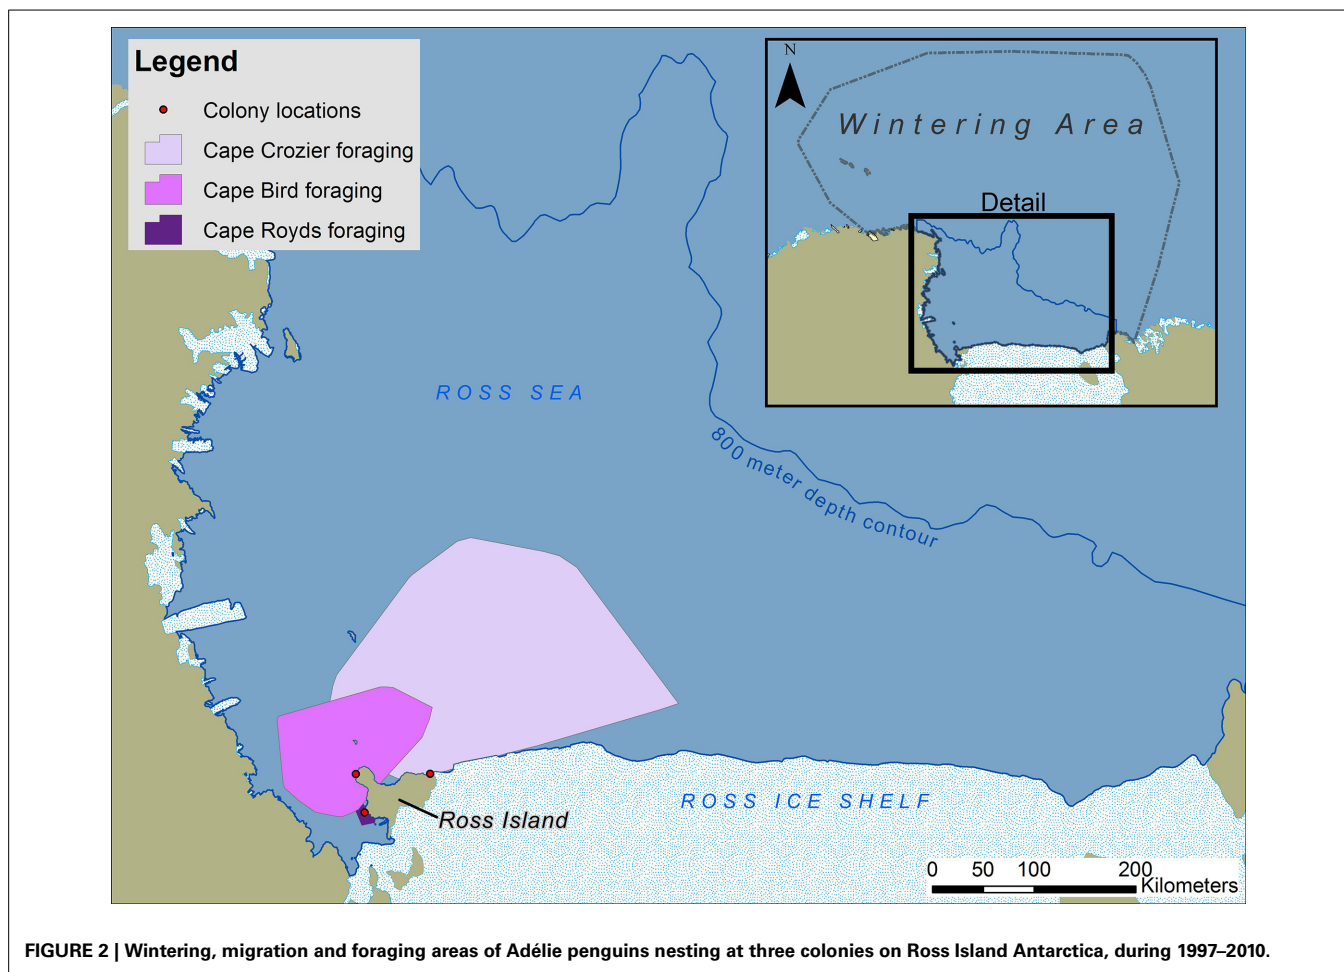 Legend
Colony locations
Cape Crozier foraging
Cape Bird foraging
Cape Royds foraging
N
Wintering Area
Detail
ROSS SEA
800 meter depth contour
ROSS ICE SHELF
Ross Island
0 50 100 200
Kilometers
FIGURE 2 | Wintering, migration and foraging areas of Adélie penguins nesting at three colonies on Ross Island Antarctica, during 1997–2010.